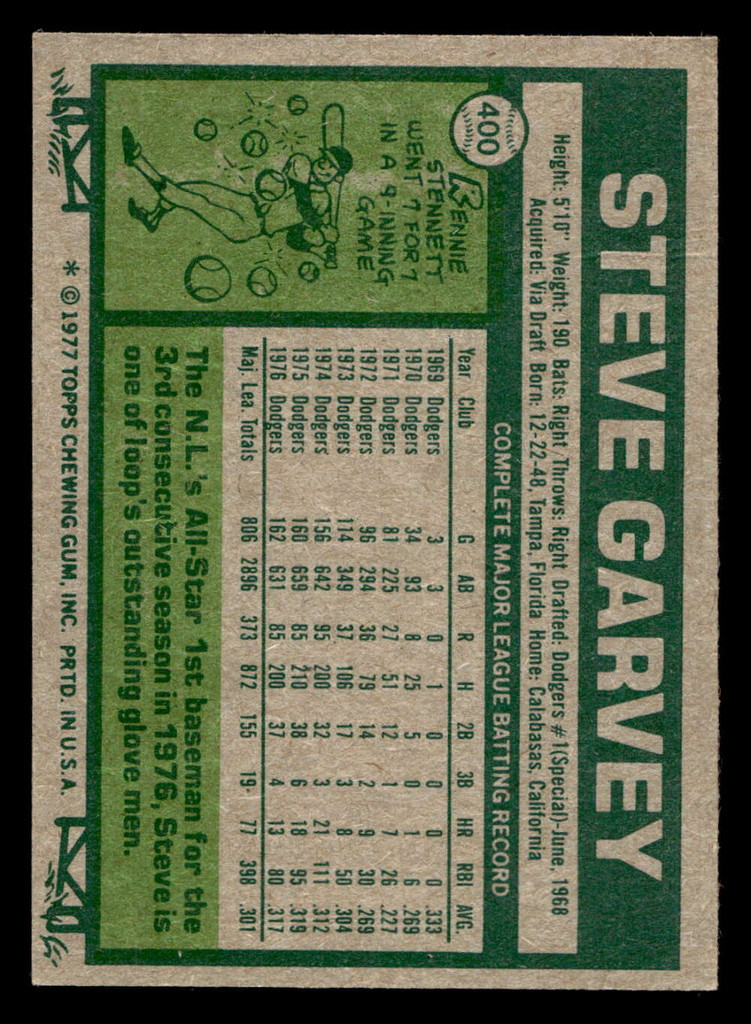 STEVE GARVEY
Height: 5'10" Weight: 190 Bats: Right/Throws: Right Drafted: Dodgers #1(Special)-June, 1968
Acquired: Via Draft Born: 12-22-48, Tampa, Florida Home: Calabasas, California
400
RENNIE
STENNETT
WENT 7 FOR 7
IN A 9-INNING
GAME
COMPLETE MAJOR LEAGUE BATTING RECORD
Year Club G AB R H 2B 3B HR RBI AVG.
1969 Dodgers 3 3 0 1 0 0 0 0 .333
1970 Dodgers 34 93 8 25 5 0 1 6 .269
1971 Dodgers 81 225 27 51 12 1 7 26 .227
1972 Dodgers 96 294 36 79 14 2 9 30 .269
1973 Dodgers 114 349 37 106 17 3 8 50 .304
1974 Dodgers 156 642 95 200 32 3 21 111 .312
1975 Dodgers 160 659 85 210 38 6 18 95 .319
1976 Dodgers 162 631 85 200 37 4 13 80 .317
Maj. Lea. Totals 806 2896 373 872 155 19 77 398 .301
The N.L.'s All-Star 1st baseman for the
3rd consecutive season in 1976, Steve is
one of loop's outstanding glove men.
* ©1977 TOPPS CHEWING GUM, INC. PRTD. IN U.S.A.